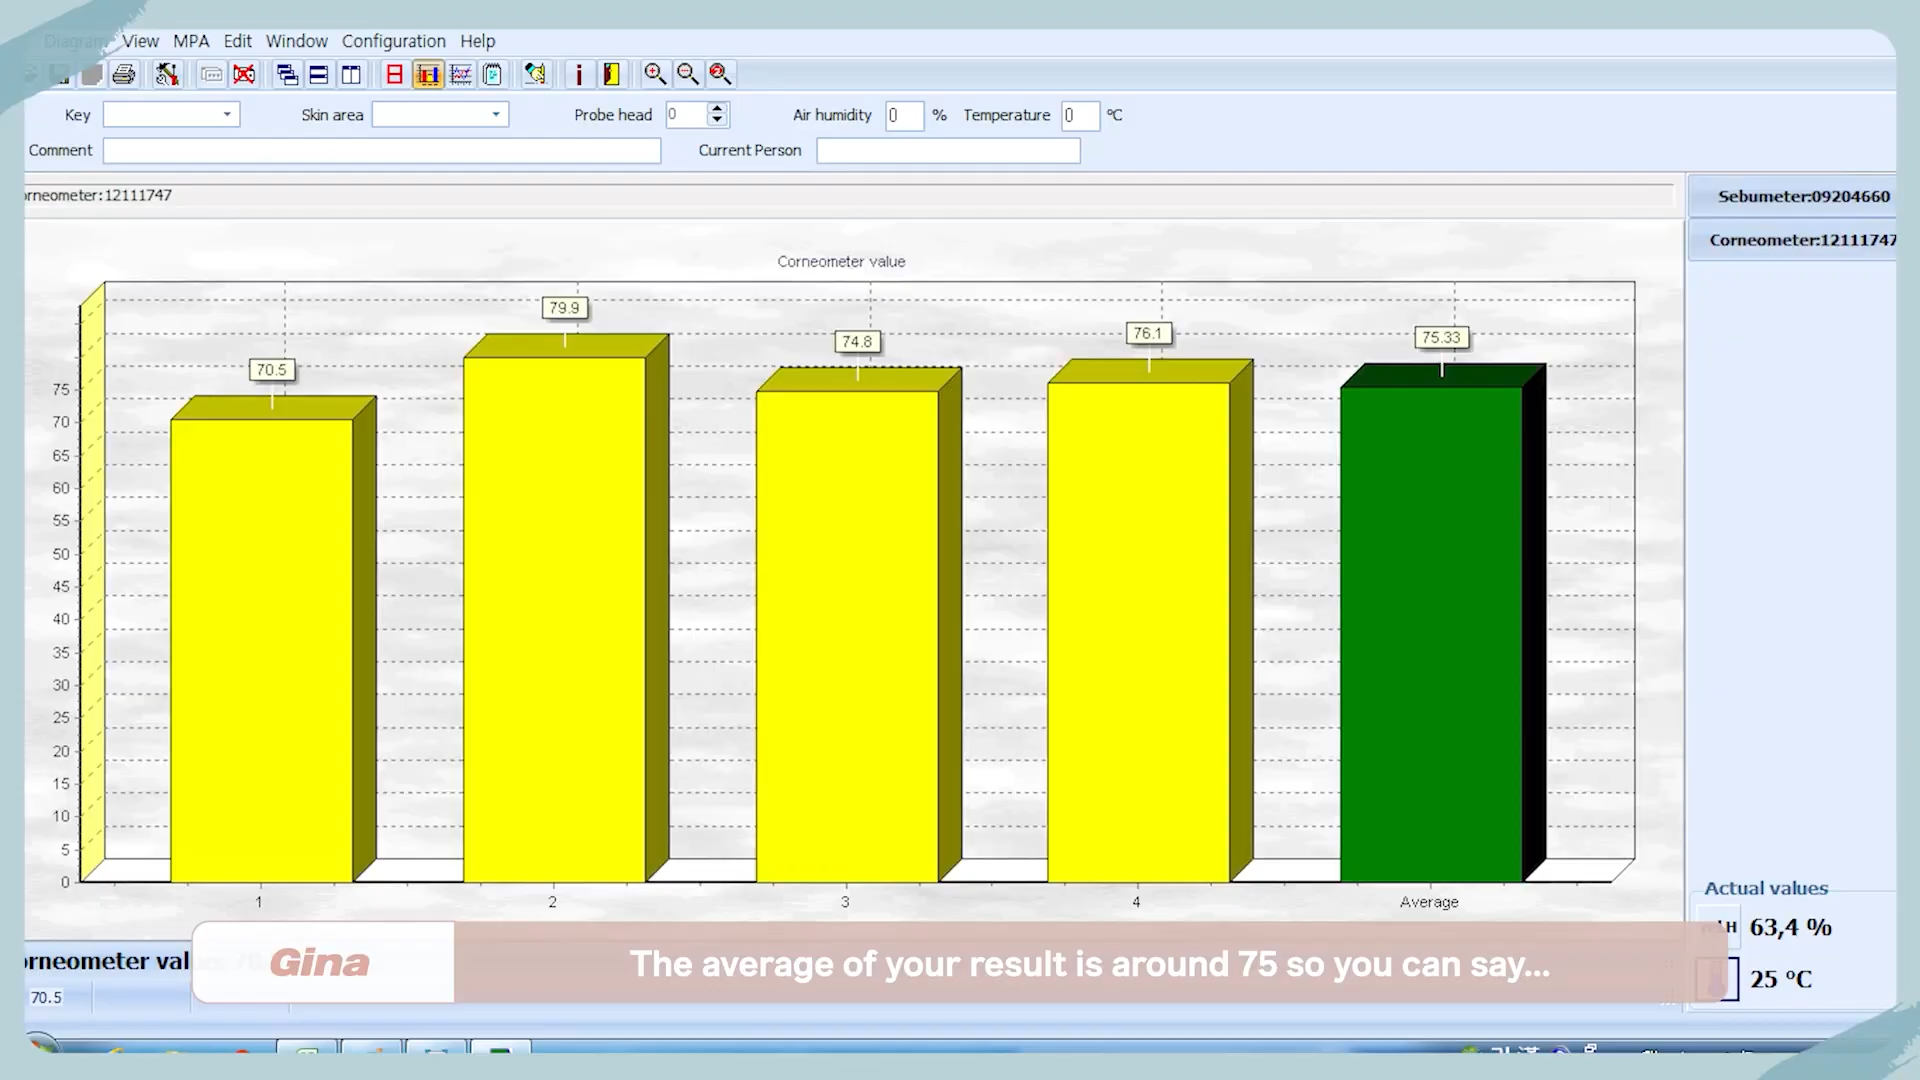 Diagram View MPA Edit Window Configuration Help
Key Skin area Probe head 0 Air humidity 0 % Temperature 0 °C
Comment Current Person
orneometer:12111747
Sebumeter:09204660
Corneometer:12111747
Corneometer value
70.5
79.9
74.8
76.1
75.33
75
70
65
60
55
50
45
40
35
30
25
20
15
10
5
0
1 2 3 4 Average
Actual values
63,4 %
25 °C
orneometer val
70.5
Gina
The average of your result is around 75 so you can say...